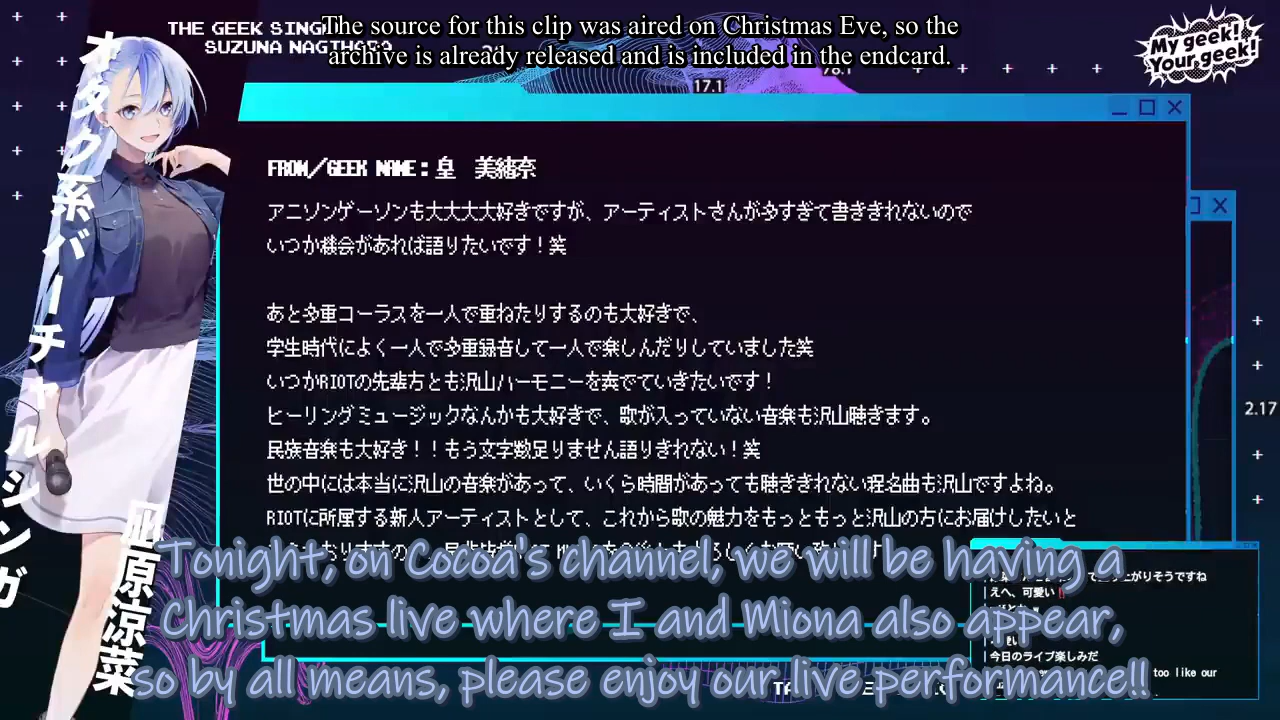 The source for this clip was aired on Christmas Eve, so the
archive is already released and is included in the endcard.
THE GEEK
SUZUNA NAGIHARA
My geek!
Your geek!
17.1
オタク系バーチャルシンガ
凪原涼菜
FROM/GEEK NAME：皇　美緒奈
アニソンゲーソンも大大大大好きですが、アーティストさんが多すぎて書ききれないので
いつか機会があれば語りたいです！笑
あと多重コーラスを一人で重ねたりするのも大好きで、
学生時代によく一人で多重録音して一人で楽しんだりしていました笑
いつかRIOTの先輩方とも沢山ハーモニーを奏でていきたいです！
ヒーリングミュージックなんかも大好きで、歌が入っていない音楽も沢山聴きます。
民族音楽も大好き！！もう文字数足りません語りきれない！笑
世の中には本当に沢山の音楽があって、いくら時間があっても聴ききれない程名曲も沢山ですよね。
RIOTに所属する新人アーティストとして、これから歌の魅力をもっともっと沢山の方にお届けしたいと
2.17
Tonight, on Cocoa's channel, we will be having a
Christmas live where I and Miona also appear,
so by all means, please enjoy our live performance!!
上がりそうですね
えへ、可愛い‼
今日のライブ楽しみだ
too like our